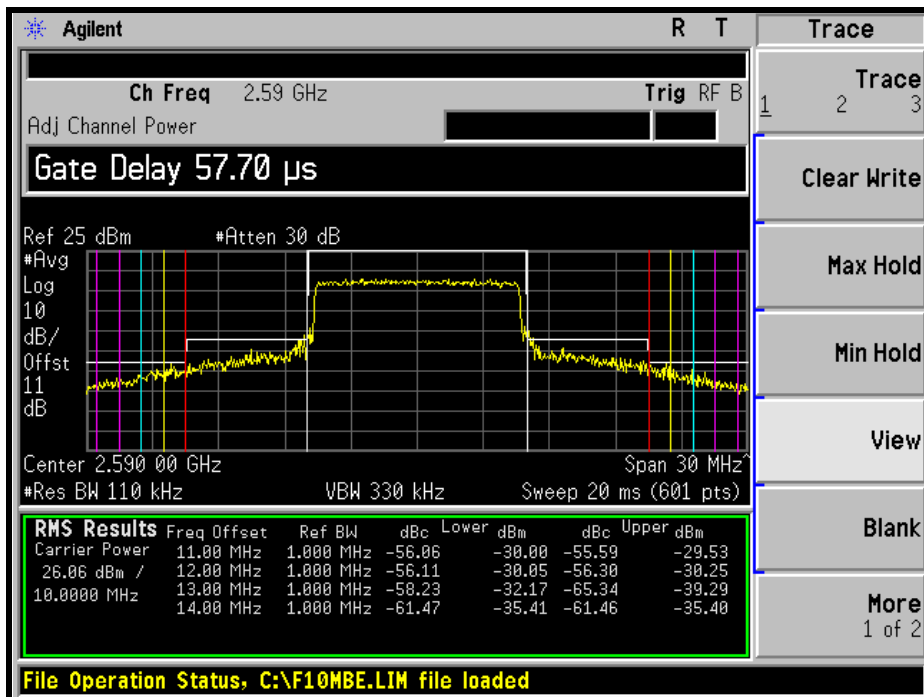 Agilent R T Trace
Ch Freq 2.59 GHz Trig RF B
Adj Channel Power
Gate Delay 57.70 µs
Ref 25 dBm #Atten 30 dB
#Avg
Log
10
dB/
Offst
11
dB
Center 2.590 00 GHz Span 30 MHz^
#Res BW 110 kHz VBW 330 kHz Sweep 20 ms (601 pts)
RMS Results Freq Offset Ref BW dBc Lower dBm dBc Upper dBm
Carrier Power 11.00 MHz 1.000 MHz -56.06 -30.00 -55.59 -29.53
26.06 dBm / 12.00 MHz 1.000 MHz -56.11 -30.05 -56.30 -30.25
10.0000 MHz 13.00 MHz 1.000 MHz -58.23 -32.17 -65.34 -39.29
14.00 MHz 1.000 MHz -61.47 -35.41 -61.46 -35.40
File Operation Status, C:\F10MBE.LIM file loaded
Trace
1 2 3
Clear Write
Max Hold
Min Hold
View
Blank
More
1 of 2